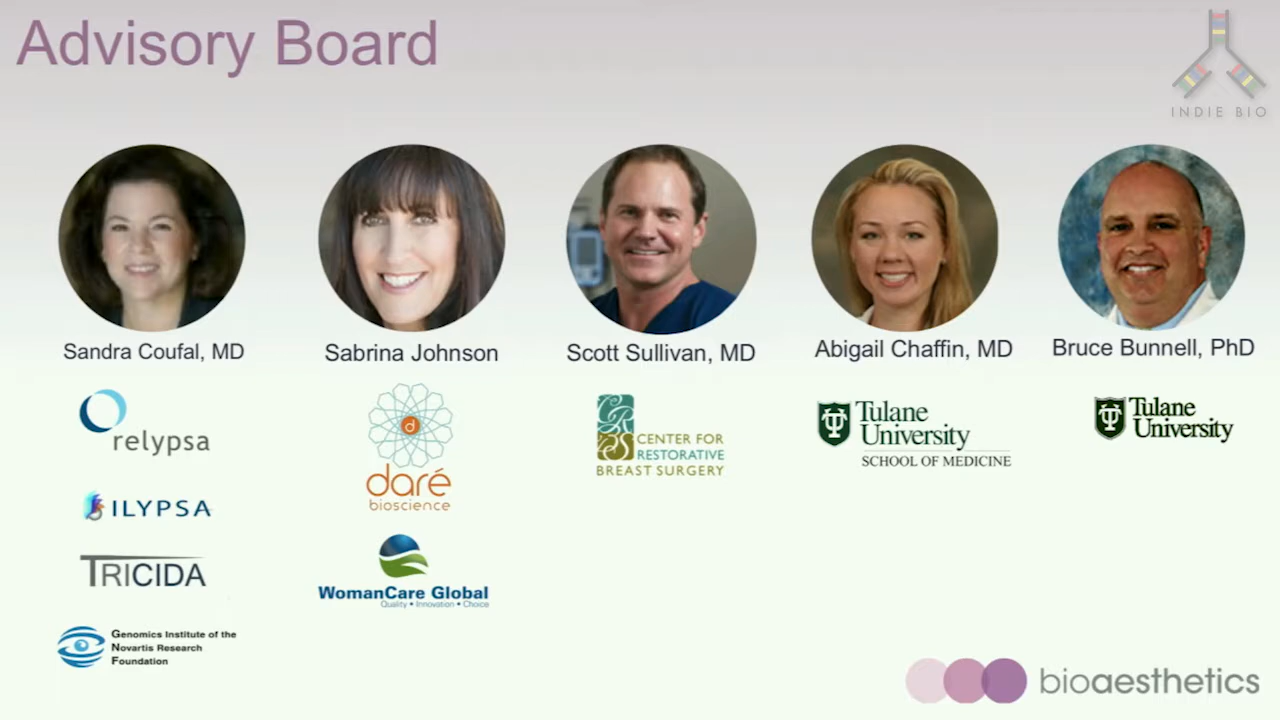 Advisory Board
INDIE BIO
Sandra Coufal, MD
Sabrina Johnson
Scott Sullivan, MD
Abigail Chaffin, MD
Bruce Bunnell, PhD
relypsa
ILYPSA
TRICIDA
Genomics Institute of the
Novartis Research
Foundation
d
daré
bioscience
WomanCare Global
Quality • Innovation • Choice
CRBS
CENTER FOR
RESTORATIVE
BREAST SURGERY
Tulane
University
SCHOOL OF MEDICINE
Tulane
University
bioaesthetics